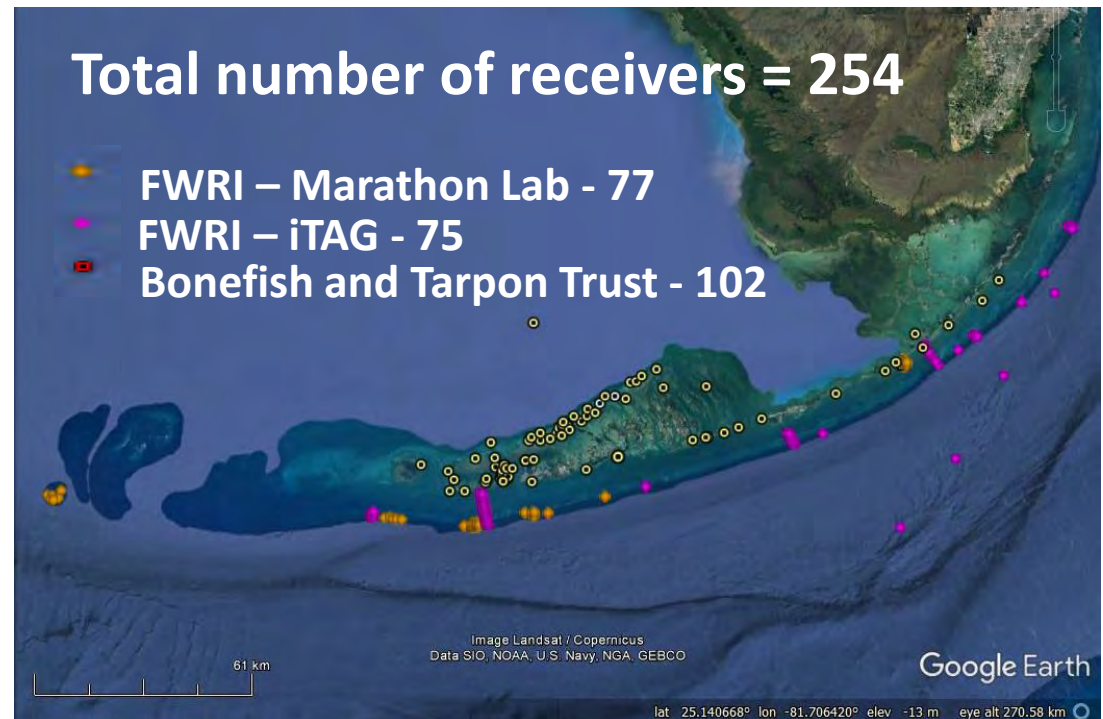 Total number of receivers = 254
FWRI – Marathon Lab - 77
FWRI – iTAG - 75
Bonefish and Tarpon Trust - 102
Image Landsat / Copernicus
Data SIO, NOAA, U.S. Navy, NGA, GEBCO
61 km
Google Earth
lat 25.140668° lon -81.706420° elev -13 m eye alt 270.58 km